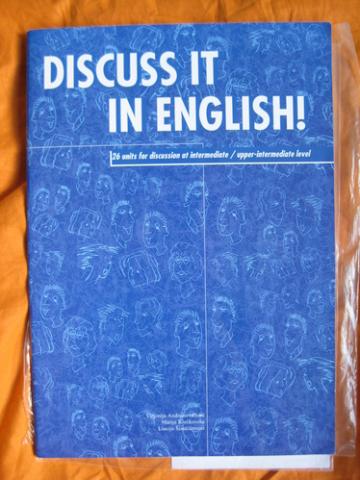 DISCUSS IT
IN ENGLISH!
26 units for discussion at intermediate / upper-intermediate level